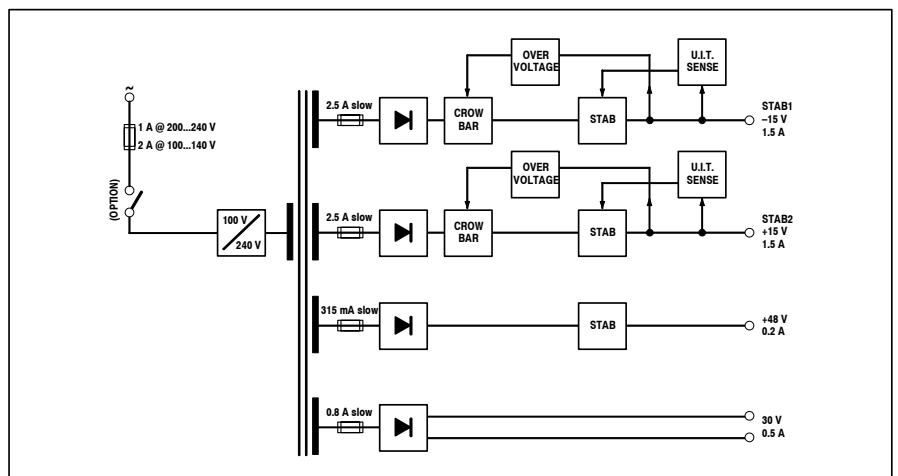 ~
1 A @ 200...240 V
2 A @ 100...140 V
(OPTION)
100 V
240 V
2.5 A slow
CROW
BAR
OVER
VOLTAGE
STAB
U.I.T.
SENSE
STAB1
–15 V
1.5 A
2.5 A slow
CROW
BAR
OVER
VOLTAGE
STAB
U.I.T.
SENSE
STAB2
+15 V
1.5 A
315 mA slow
STAB
+48 V
0.2 A
0.8 A slow
30 V
0.5 A